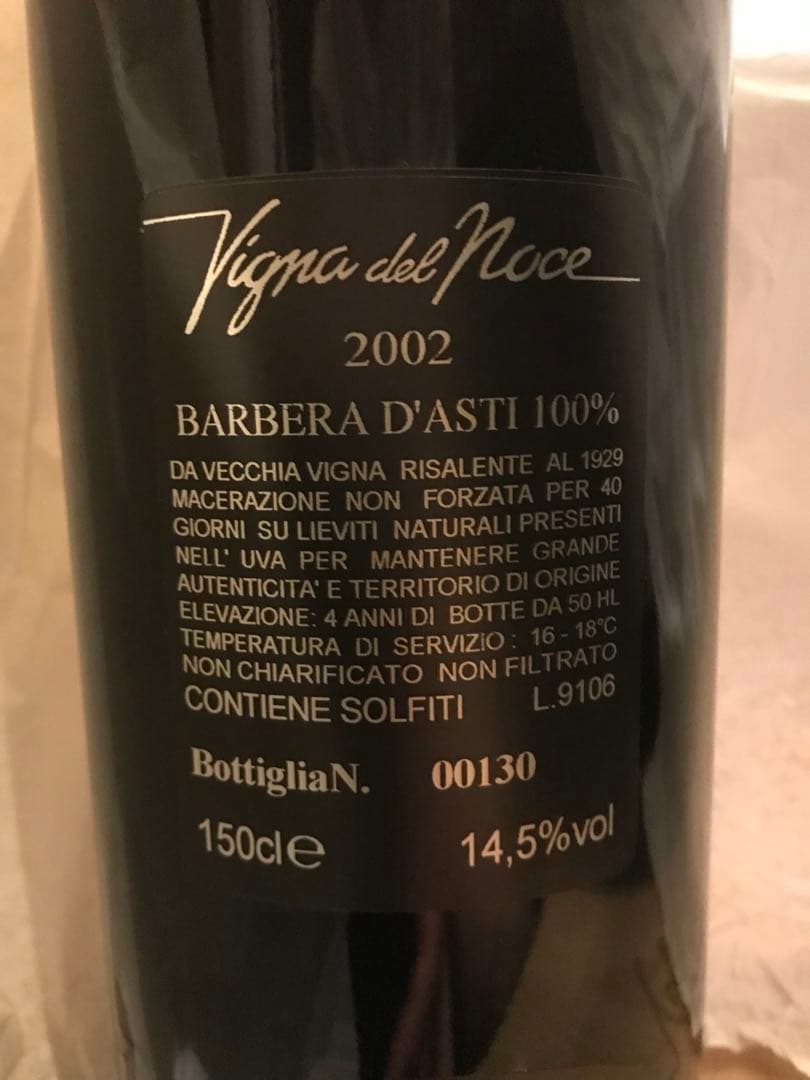 Vigna del Noce
2002
BARBERA D'ASTI 100%
DA VECCHIA VIGNA RISALENTE AL 1929
MACERAZIONE NON FORZATA PER 40
GIORNI SU LIEVITI NATURALI PRESENTI
NELL' UVA PER MANTENERE GRANDE
AUTENTICITA' E TERRITORIO DI ORIGINE
ELEVAZIONE: 4 ANNI DI BOTTE DA 50 HL
TEMPERATURA DI SERVIZiO : 16 - 18°C
NON CHIARIFICATO NON FILTRATO
CONTIENE SOLFITI L.9106
BottigliaN. 00130
150cl℮ 14,5%vol